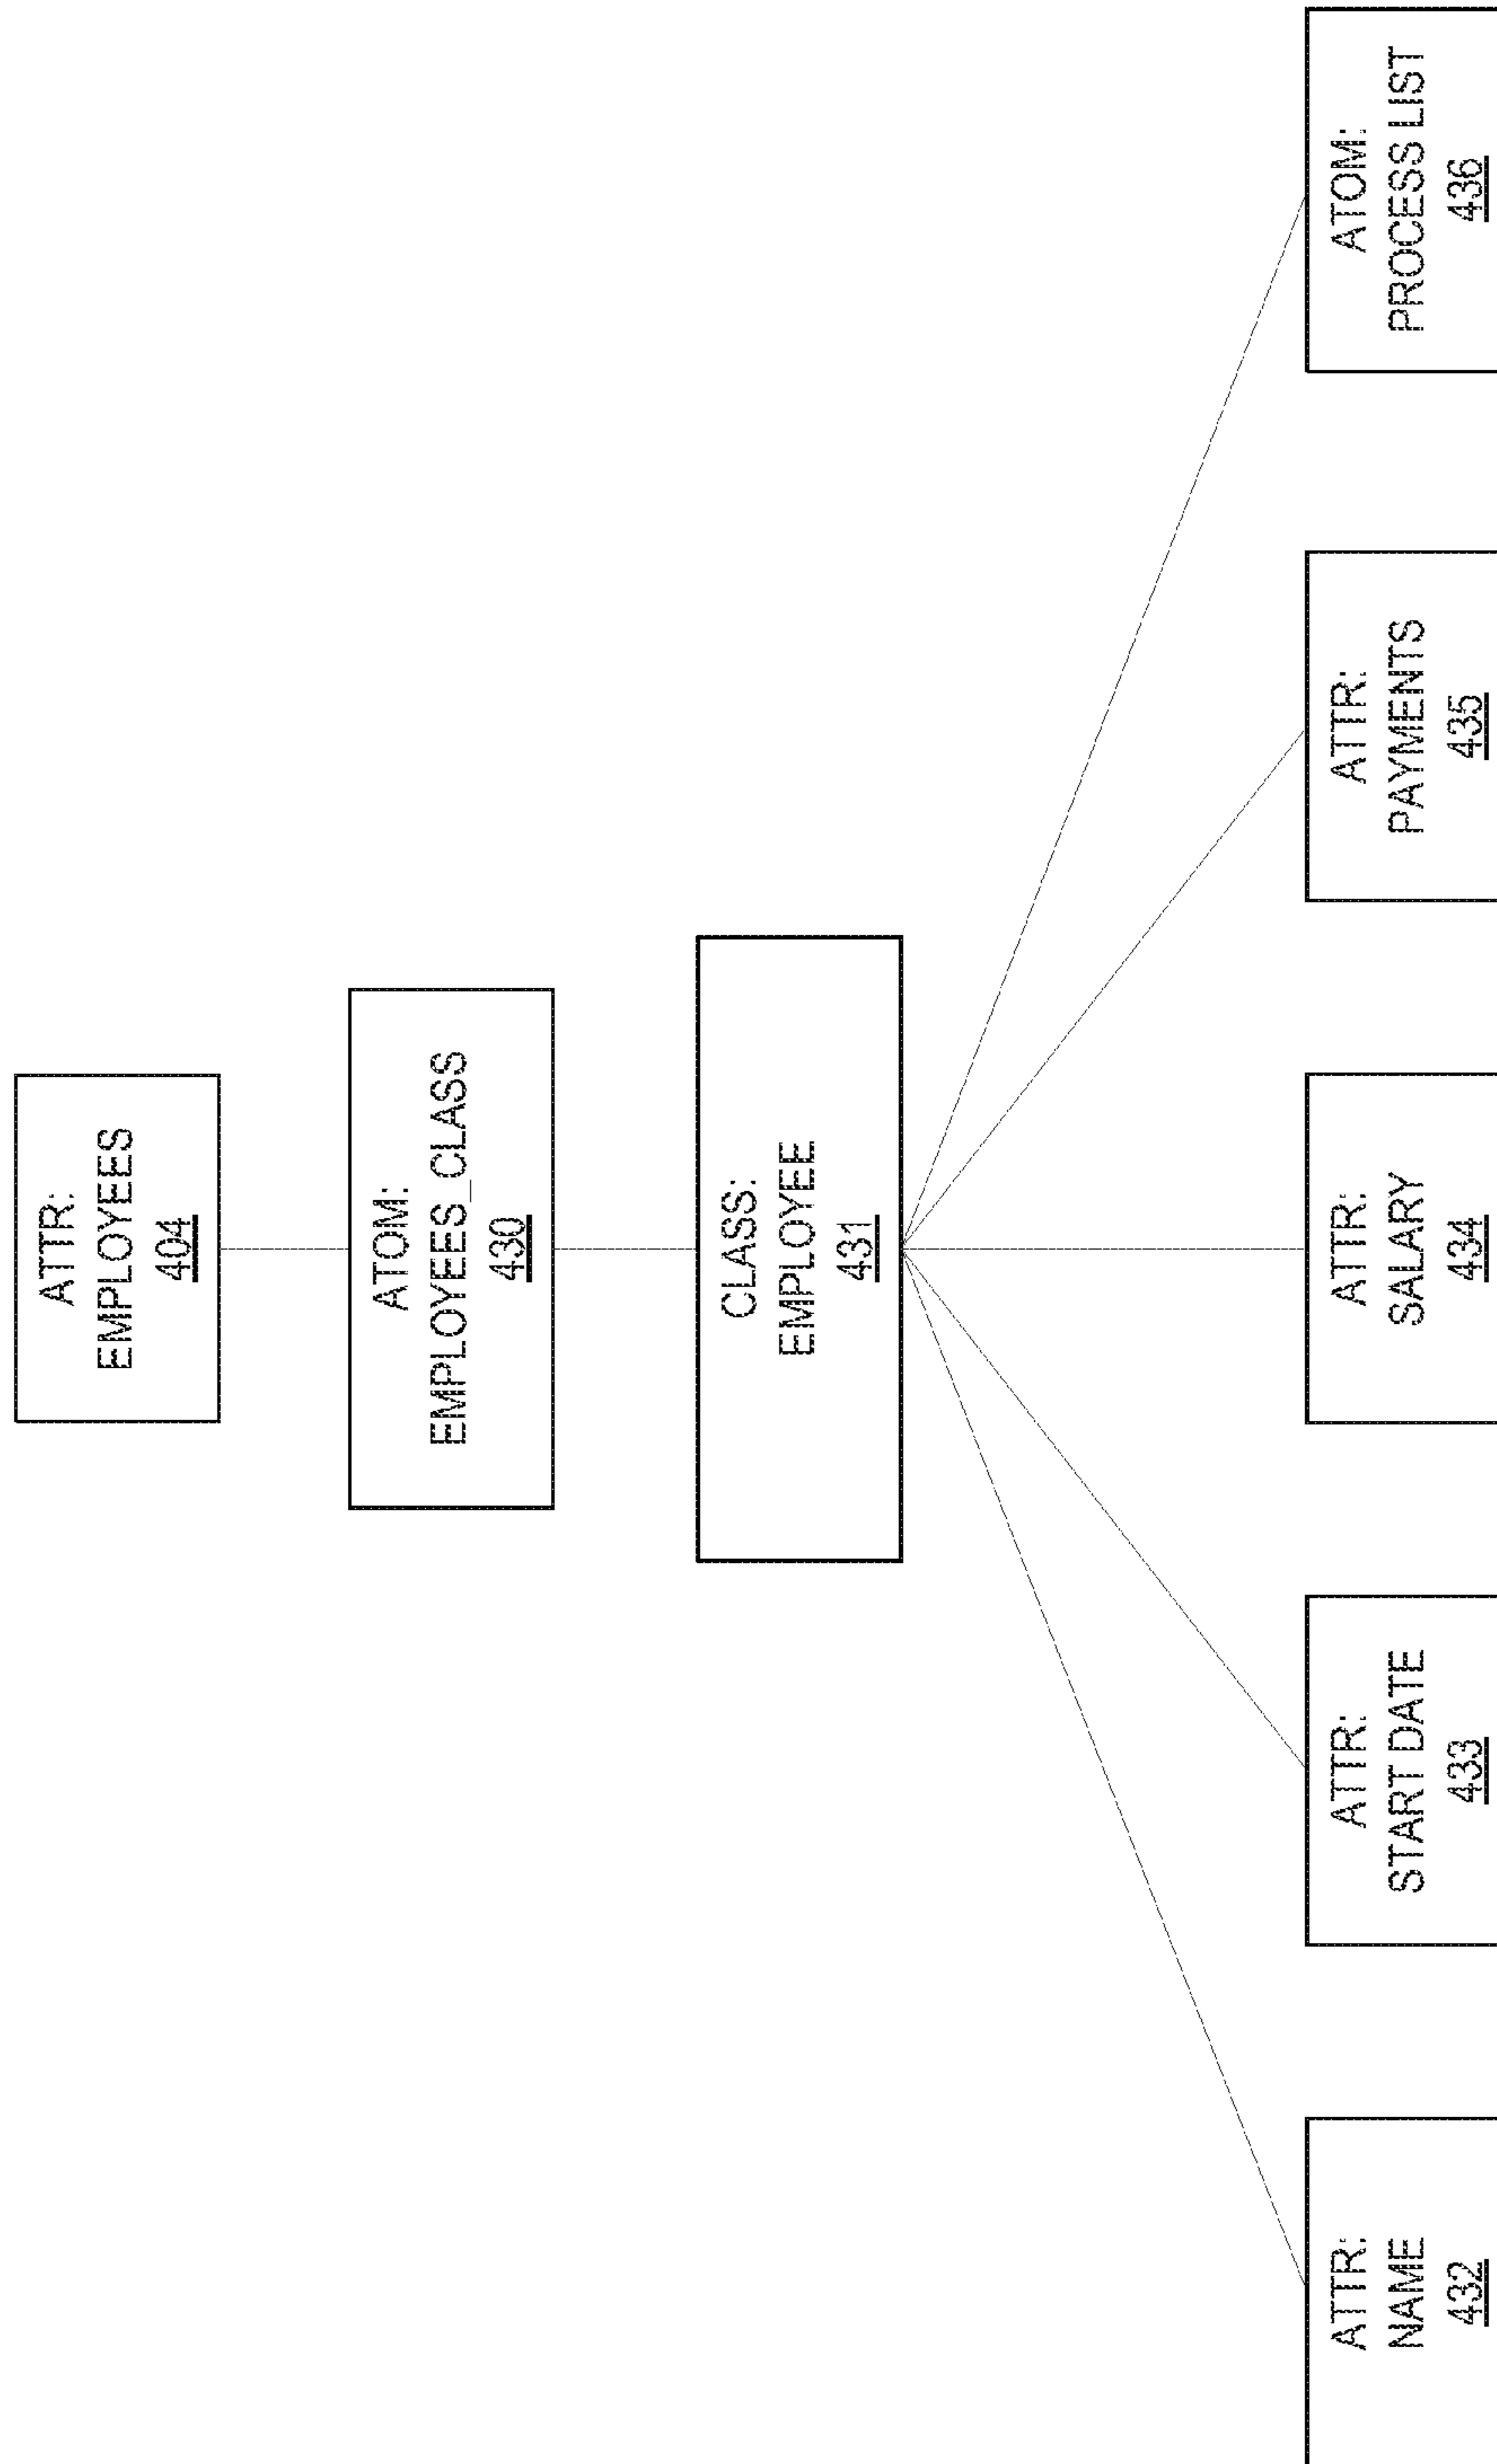 ATTR:
EMPLOYEES
404
ATOM:
EMPLOYEES_CLASS
430
CLASS:
EMPLOYEE
431
ATTR:
NAME
432
ATTR:
START DATE
433
ATTR:
SALARY
434
ATTR:
PAYMENTS
435
ATOM:
PROCESS LIST
436